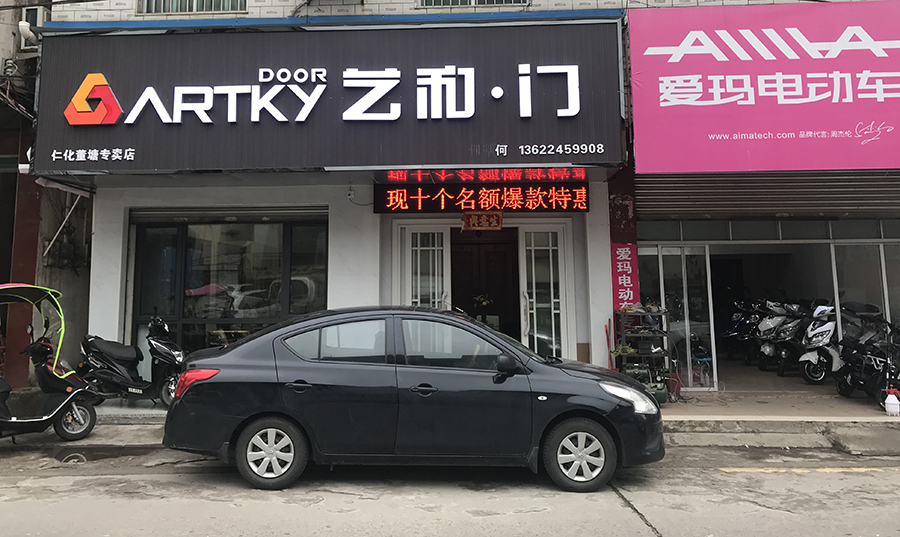 DOOR
ARTKY 艺和·门
仁化董塘专卖店
何 13622459908
现十个名额爆款特惠
AIMA
爱玛电动车
www.aimatech.com 品牌代言:周杰伦
爱玛电动车